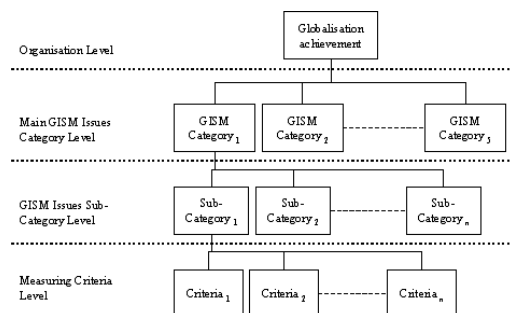 Globalisation
achievement
Organisation Level
Main GISM Issues
Category Level
GISM
Category 1
GISM
Category 2
GISM
Category 5
GISM Issues Sub-
Category Level
Sub-
Category 1
Sub-
Category 2
Sub-
Category n
Measuring Criteria
Level
Criteria 1
Criteria 2
Criteria n